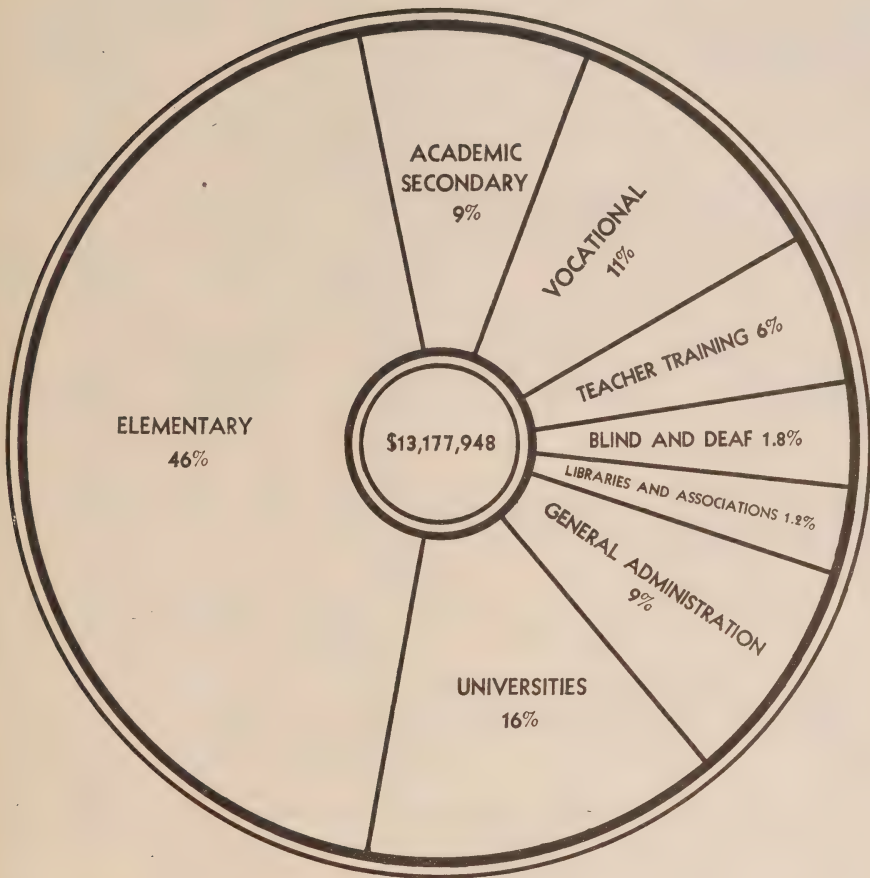 ACADEMIC
SECONDARY
9%
VOCATIONAL
11%
TEACHER TRAINING 6%
BLIND AND DEAF 1.8%
LIBRARIES AND ASSOCIATIONS 1.2%
GENERAL ADMINISTRATION
9%
UNIVERSITIES
16%
ELEMENTARY
46%
$13,177,948